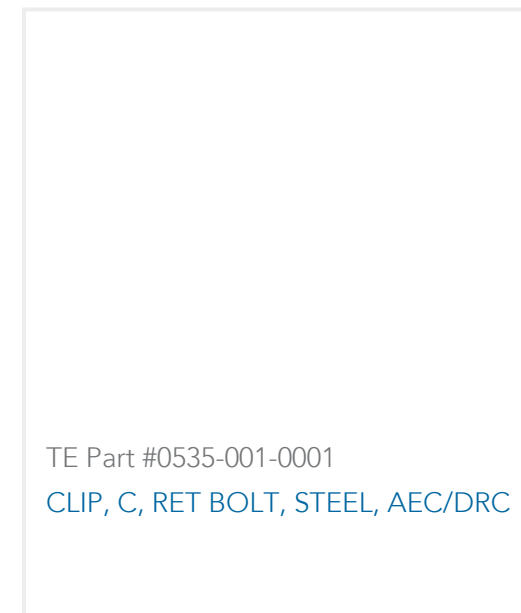 TE Part #0535-001-0001
CLIP, C, RET BOLT, STEEL, AEC/DRC